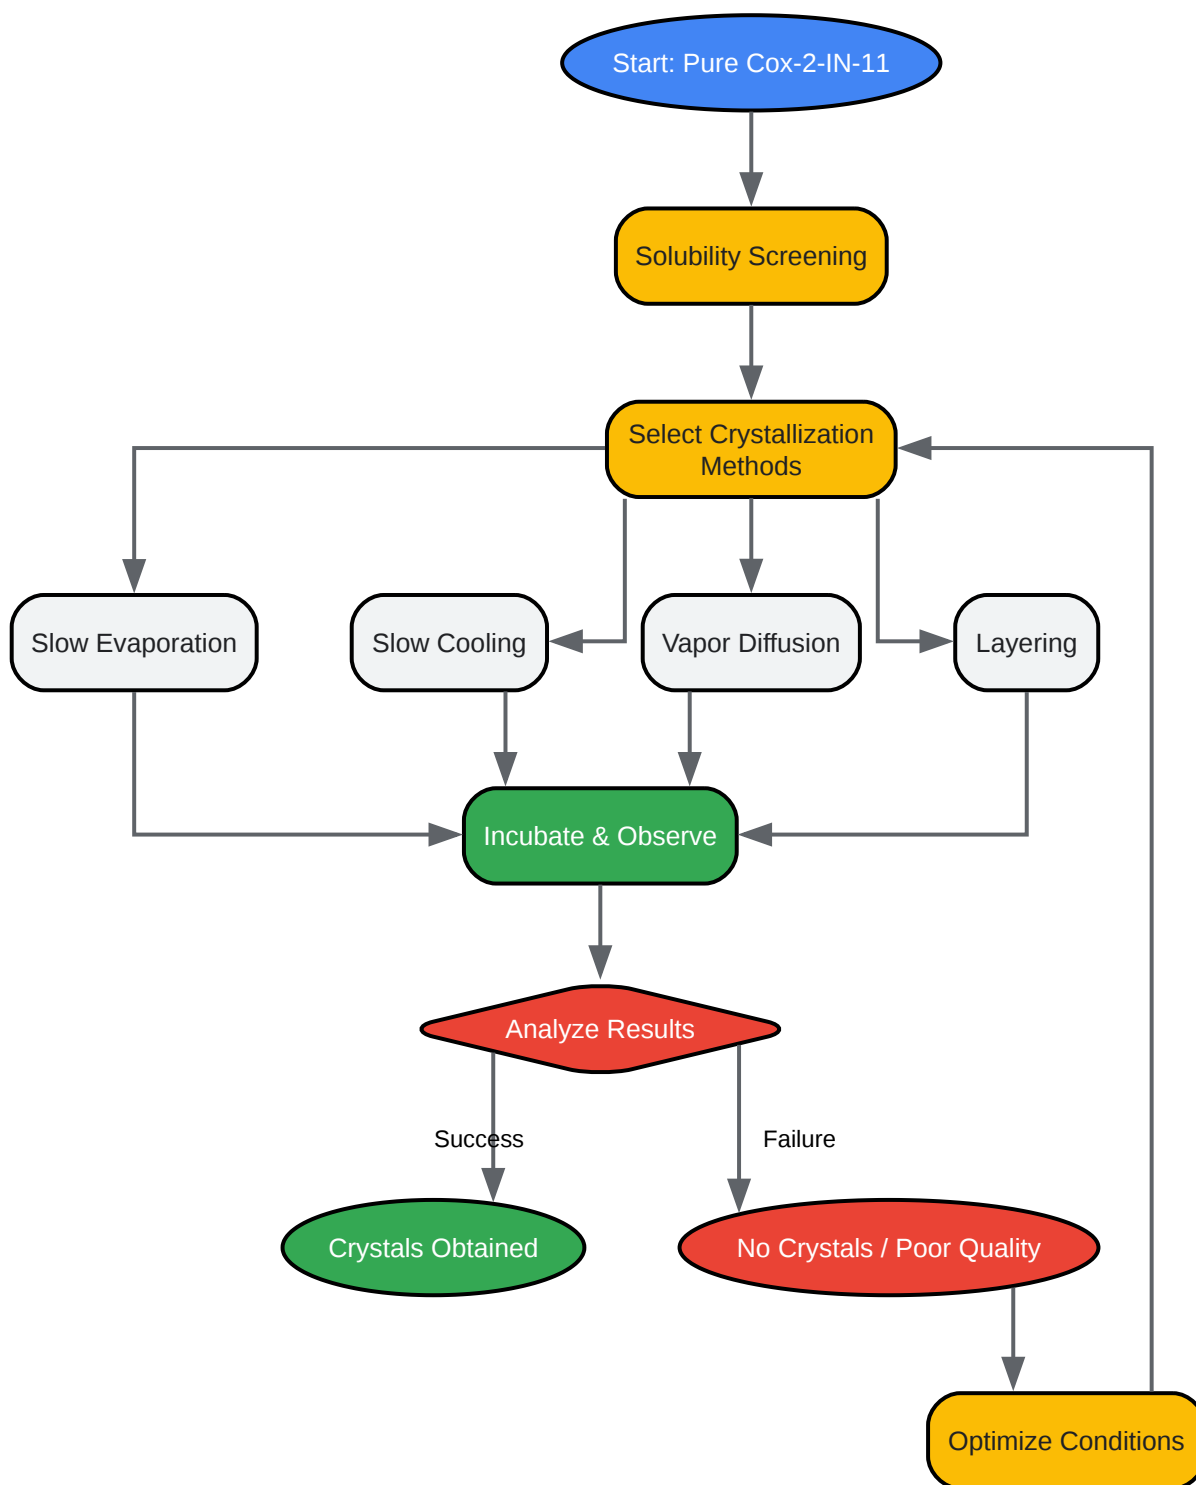 Start: Pure Cox-2-IN-11
Solubility Screening
Select Crystallization
Methods
Slow Evaporation
Slow Cooling
Vapor Diffusion
Layering
Incubate & Observe
Analyze Results
Success
Failure
Crystals Obtained
No Crystals / Poor Quality
Optimize Conditions